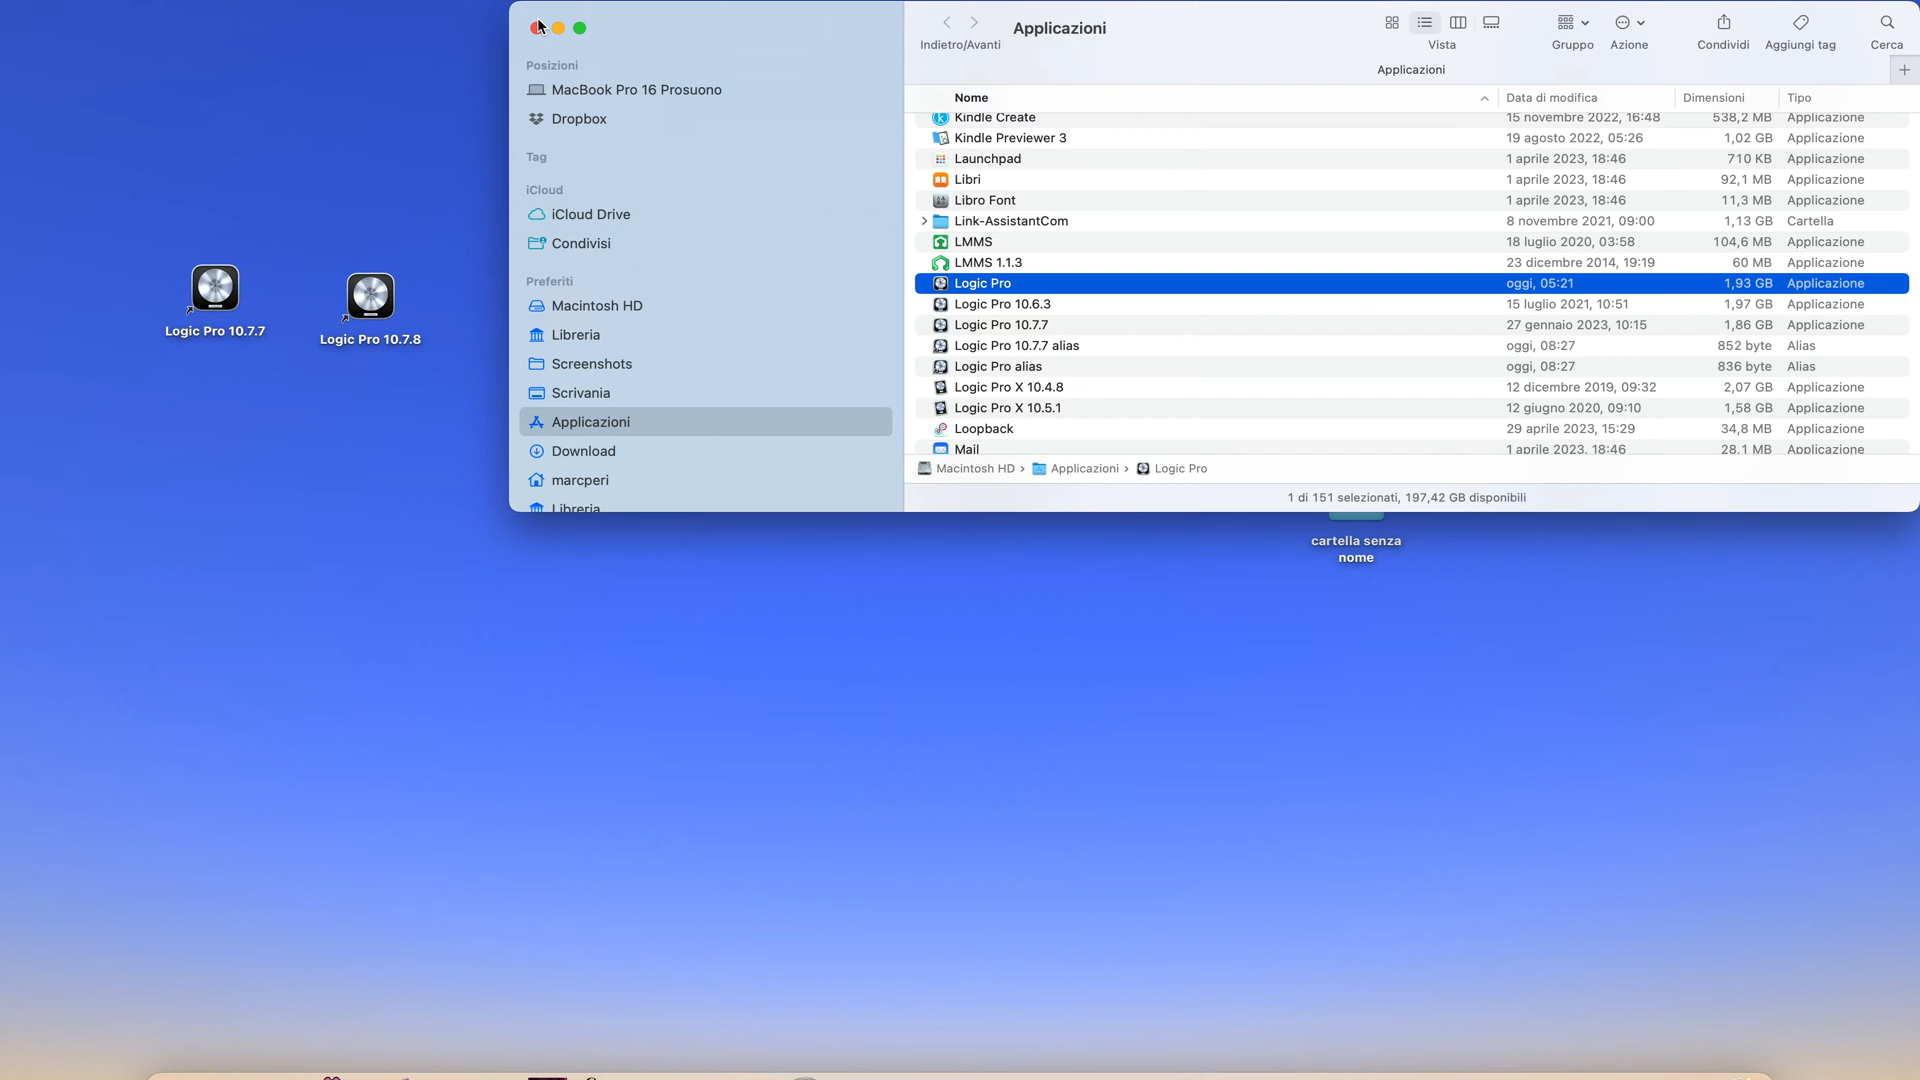 Posizioni
MacBook Pro 16 Prosuono
Dropbox
Tag
iCloud
iCloud Drive
Condivisi
Preferiti
Macintosh HD
Libreria
Screenshots
Scrivania
Applicazioni
Download
marcperi
Libreria
Indietro/Avanti
Applicazioni
Vista
Gruppo
Azione
Condividi
Aggiungi tag
Cerca
Applicazioni
Nome Data di modifica Dimensioni Tipo
Kindle Create 15 novembre 2022, 16:48 538,2 MB Applicazione
Kindle Previewer 3 19 agosto 2022, 05:26 1,02 GB Applicazione
Launchpad 1 aprile 2023, 18:46 710 KB Applicazione
Libri 1 aprile 2023, 18:46 92,1 MB Applicazione
Libro Font 1 aprile 2023, 18:46 11,3 MB Applicazione
Link-AssistantCom 8 novembre 2021, 09:00 1,13 GB Cartella
LMMS 18 luglio 2020, 03:58 104,6 MB Applicazione
LMMS 1.1.3 23 dicembre 2014, 19:19 60 MB Applicazione
Logic Pro oggi, 05:21 1,93 GB Applicazione
Logic Pro 10.6.3 15 luglio 2021, 10:51 1,97 GB Applicazione
Logic Pro 10.7.7 27 gennaio 2023, 10:15 1,86 GB Applicazione
Logic Pro 10.7.7 alias oggi, 08:27 852 byte Alias
Logic Pro alias oggi, 08:27 836 byte Alias
Logic Pro X 10.4.8 12 dicembre 2019, 09:32 2,07 GB Applicazione
Logic Pro X 10.5.1 12 giugno 2020, 09:10 1,58 GB Applicazione
Loopback 29 aprile 2023, 15:29 34,8 MB Applicazione
Mail 1 aprile 2023, 18:46 28,1 MB Applicazione
Macintosh HD › Applicazioni › Logic Pro
1 di 151 selezionati, 197,42 GB disponibili
Logic Pro 10.7.7
Logic Pro 10.7.8
cartella senza
nome